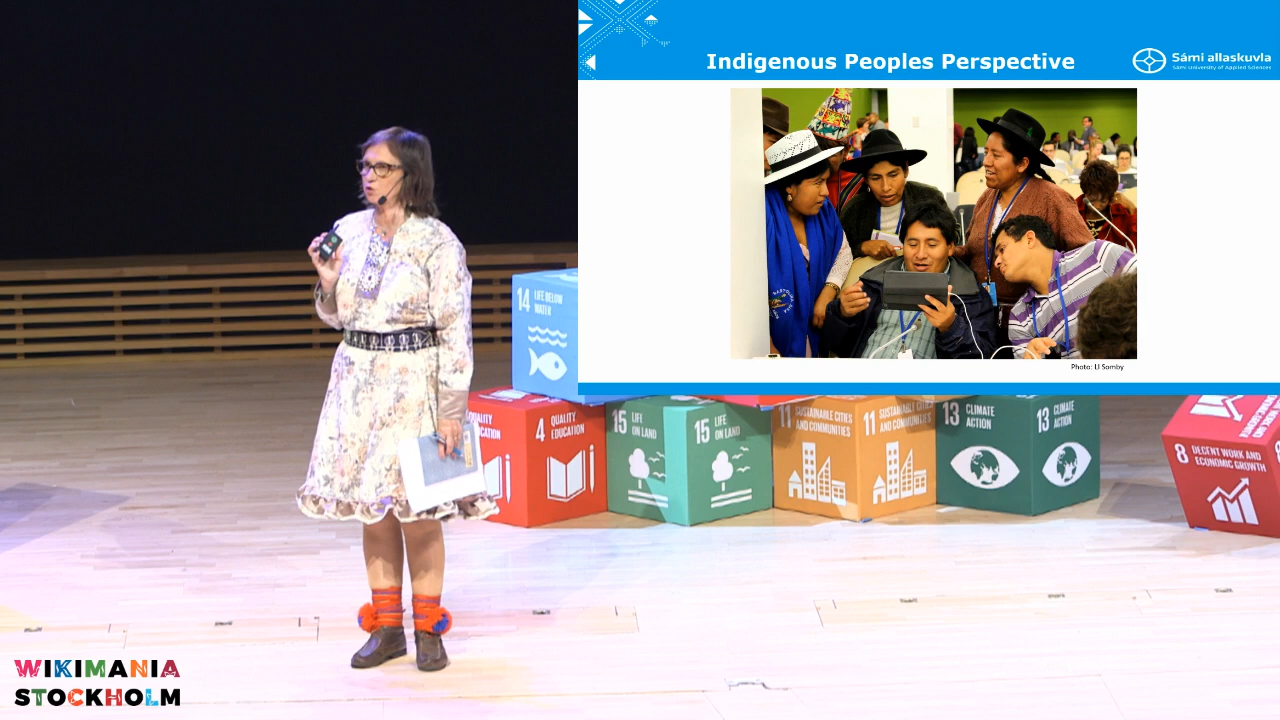 Indigenous Peoples Perspective
Sámi allaskuvla
Sámi University of Applied Sciences
Photo: LI Somby
14 LIFE BELOW
WATER
QUALITY
EDUCATION
4 QUALITY
EDUCATION
15 LIFE
ON LAND
15 LIFE
ON LAND
11 SUSTAINABLE CITIES
AND COMMUNITIES
11 SUSTAINABLE CITIES
AND COMMUNITIES
13 CLIMATE
ACTION
13 CLIMATE
ACTION
8 DECENT WORK AND
ECONOMIC GROWTH
WIKIMANIA
STOCKHOLM